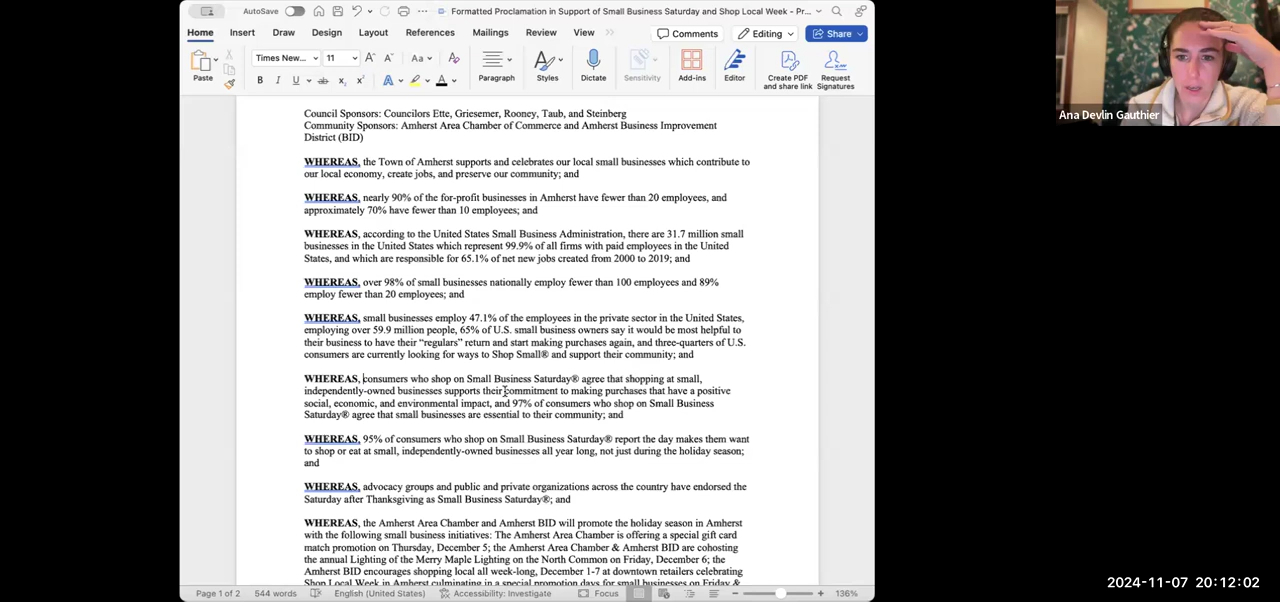 AutoSave
Formatted Proclamation in Support of Small Business Saturday and Shop Local Week - Pr...
Home Insert Draw Design Layout References Mailings Review View
Comments Editing Share
Paste
Times New... 11
Aa
B I U ab x₂ x²
A A
Paragraph Styles Dictate Sensitivity Add-ins Editor Create PDF and share link Request Signatures
Council Sponsors: Councilors Ette, Griesemer, Rooney, Taub, and Steinberg
Community Sponsors: Amherst Area Chamber of Commerce and Amherst Business Improvement
District (BID)
WHEREAS, the Town of Amherst supports and celebrates our local small businesses which contribute to
our local economy, create jobs, and preserve our community; and
WHEREAS, nearly 90% of the for-profit businesses in Amherst have fewer than 20 employees, and
approximately 70% have fewer than 10 employees; and
WHEREAS, according to the United States Small Business Administration, there are 31.7 million small
businesses in the United States which represent 99.9% of all firms with paid employees in the United
States, and which are responsible for 65.1% of net new jobs created from 2000 to 2019; and
WHEREAS, over 98% of small businesses nationally employ fewer than 100 employees and 89%
employ fewer than 20 employees; and
WHEREAS, small businesses employ 47.1% of the employees in the private sector in the United States,
employing over 59.9 million people, 65% of U.S. small business owners say it would be most helpful to
their business to have their “regulars” return and start making purchases again, and three-quarters of U.S.
consumers are currently looking for ways to Shop Small® and support their community; and
WHEREAS, consumers who shop on Small Business Saturday® agree that shopping at small,
independently-owned businesses supports their commitment to making purchases that have a positive
social, economic, and environmental impact, and 97% of consumers who shop on Small Business
Saturday® agree that small businesses are essential to their community; and
WHEREAS, 95% of consumers who shop on Small Business Saturday® report the day makes them want
to shop or eat at small, independently-owned businesses all year long, not just during the holiday season;
and
WHEREAS, advocacy groups and public and private organizations across the country have endorsed the
Saturday after Thanksgiving as Small Business Saturday®; and
WHEREAS, the Amherst Area Chamber and Amherst BID will promote the holiday season in Amherst
with the following small business initiatives: The Amherst Area Chamber is offering a special gift card
match promotion on Thursday, December 5; the Amherst Area Chamber & Amherst BID are cohosting
the annual Lighting of the Merry Maple Lighting on the North Common on Friday, December 6; the
Amherst BID encourages shopping local all week-long, December 1-7 at downtown retailers celebrating
Shop Local Week in Amherst culminating in a special promotion days for small businesses on Friday &
Page 1 of 2 544 words English (United States) Accessibility: Investigate Focus 136%
Ana Devlin Gauthier
2024-11-07 20:12:02